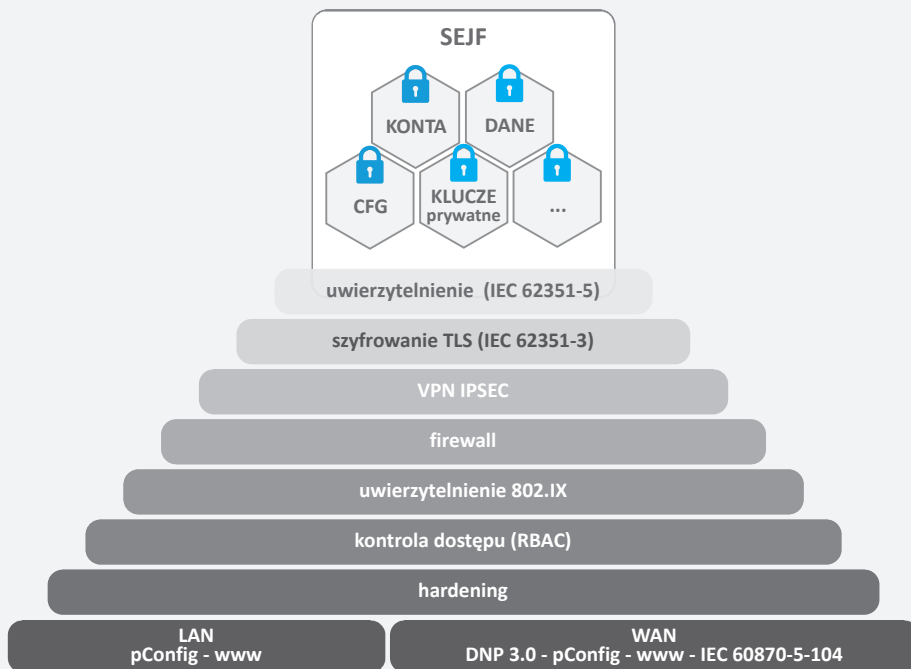 SEJF
KONTA
DANE
CFG
KLUCZE
prywatne
...
uwierzytelnienie (IEC 62351-5)
szyfrowanie TLS (IEC 62351-3)
VPN IPSEC
firewall
uwierzytelnienie 802.IX
kontrola dostępu (RBAC)
hardening
LAN
pConfig - www
WAN
DNP 3.0 - pConfig - www - IEC 60870-5-104